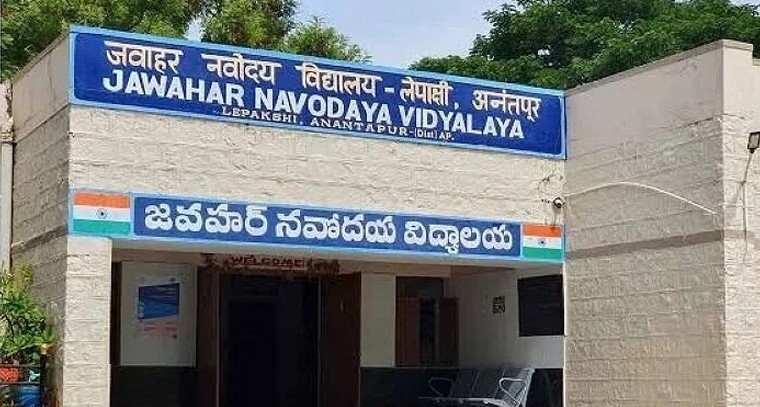 जवाहर नवोदय विद्यालय - लेपाक्षी, अनंतपूर
JAWAHAR NAVODAYA VIDYALAYA
LEPAKSHI, ANANTAPUR-(Dist) AP.
జవహర్ నవోదయ విద్యాలయ
WELCOME